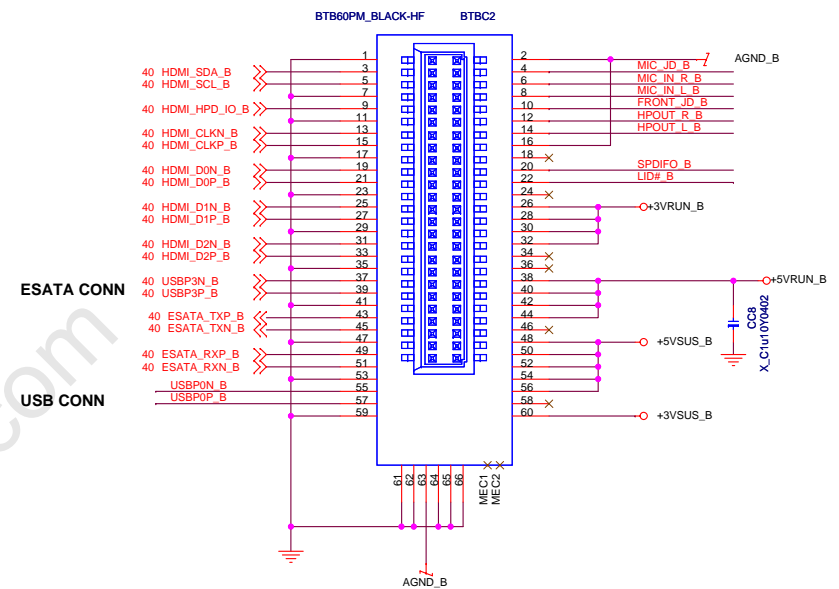 BTB60PM_BLACK-HF BTBC2
1 2 AGND_B
40 HDMI_SDA_B 3 4 MIC_JD_B
40 HDMI_SCL_B 5 6 MIC_IN_R_B
7 8 MIC_IN_L_B
40 HDMI_HPD_IO_B 9 10 FRONT_JD_B
11 12 HPOUT_R_B
40 HDMI_CLKN_B 13 14 HPOUT_L_B
40 HDMI_CLKP_B 15 16
17 18
40 HDMI_D0N_B 19 20 SPDIFO_B
40 HDMI_D0P_B 21 22 LID#_B
23 24
40 HDMI_D1N_B 25 26 +3VRUN_B
40 HDMI_D1P_B 27 28
29 30
40 HDMI_D2N_B 31 32
40 HDMI_D2P_B 33 34
35 36
ESATA CONN
40 USBP3N_B 37 38 +5VRUN_B
40 USBP3P_B 39 40
41 42
40 ESATA_TXP_B 43 44
40 ESATA_TXN_B 45 46
CC8
X_C1u10Y0402
47 48 +5VSUS_B
40 ESATA_RXP_B 49 50
40 ESATA_RXN_B 51 52
53 54
USB CONN
USBP0N_B 55 56
USBP0P_B 57 58
59 60 +3VSUS_B
61 62 63 64 65 66 MEC1 MEC2
AGND_B
com